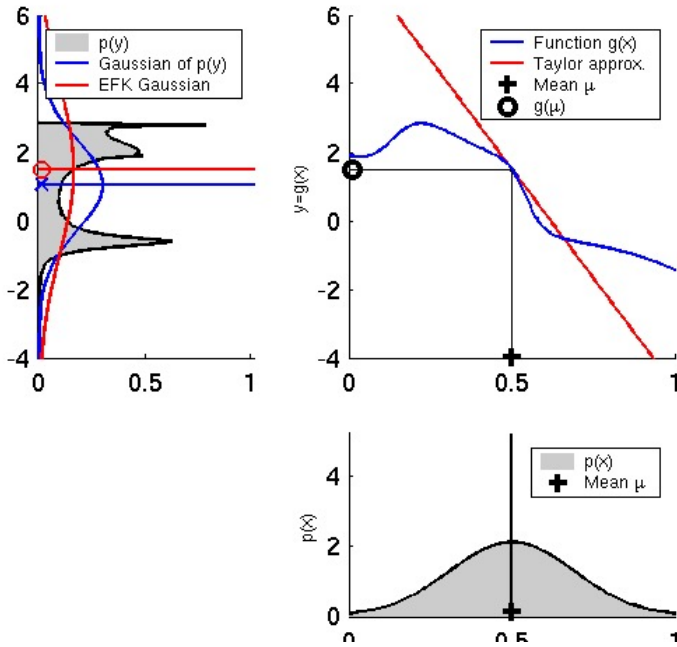 6
4
2
0
-2
-4
0
0.5
1
p(y)
Gaussian of p(y)
EFK Gaussian
6
4
2
0
-2
-4
0
0.5
1
y=g(x)
Function g(x)
Taylor approx.
Mean μ
g(μ)
4
2
0
0
0.5
1
p(x)
p(x)
Mean μ